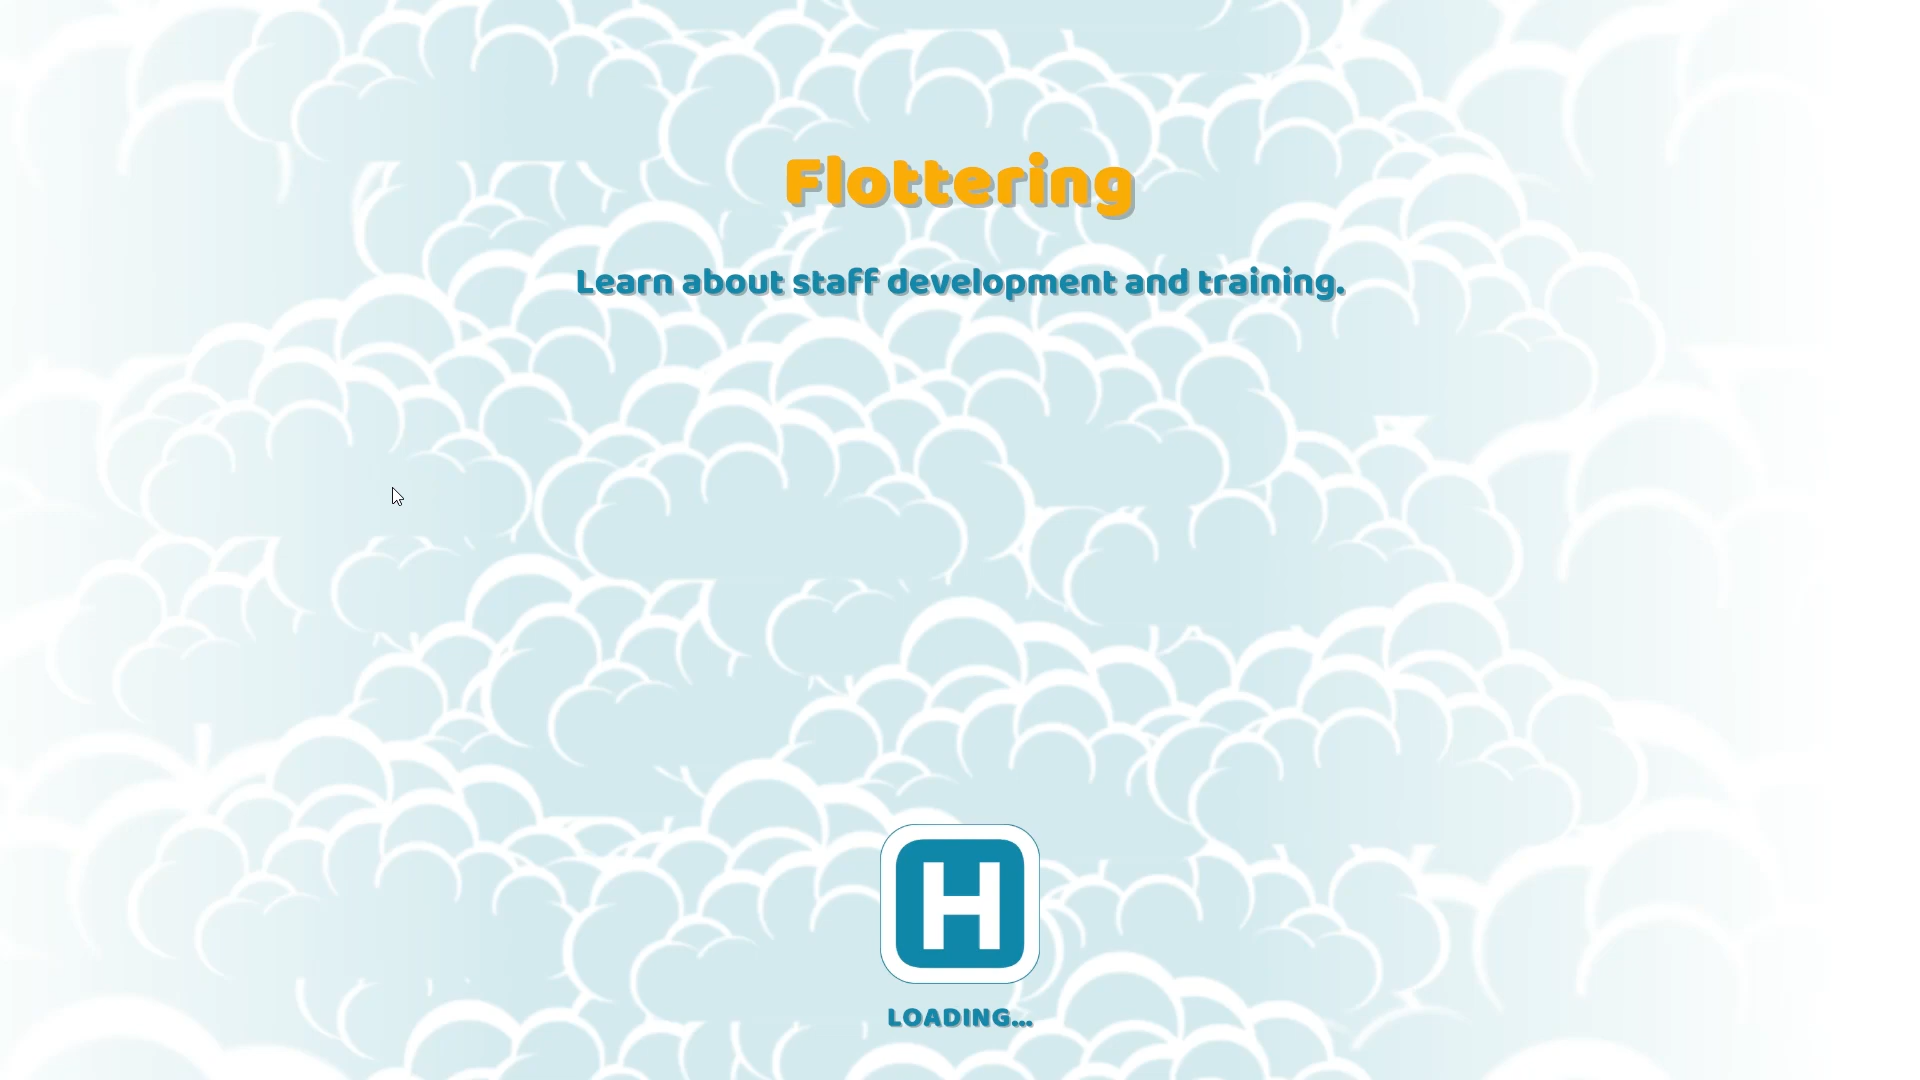 Flottering
Learn about staff development and training.
H
LOADING...